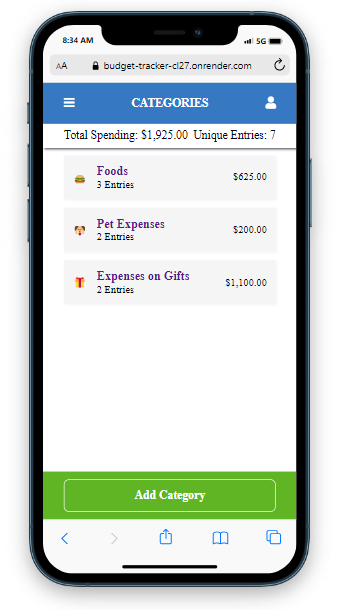 8:34 AM 5G
AA budget-tracker-cl27.onrender.com
CATEGORIES
Total Spending: $1,925.00 Unique Entries: 7
Foods
3 Entries
$625.00
Pet Expenses
2 Entries
$200.00
Expenses on Gifts
2 Entries
$1,100.00
Add Category